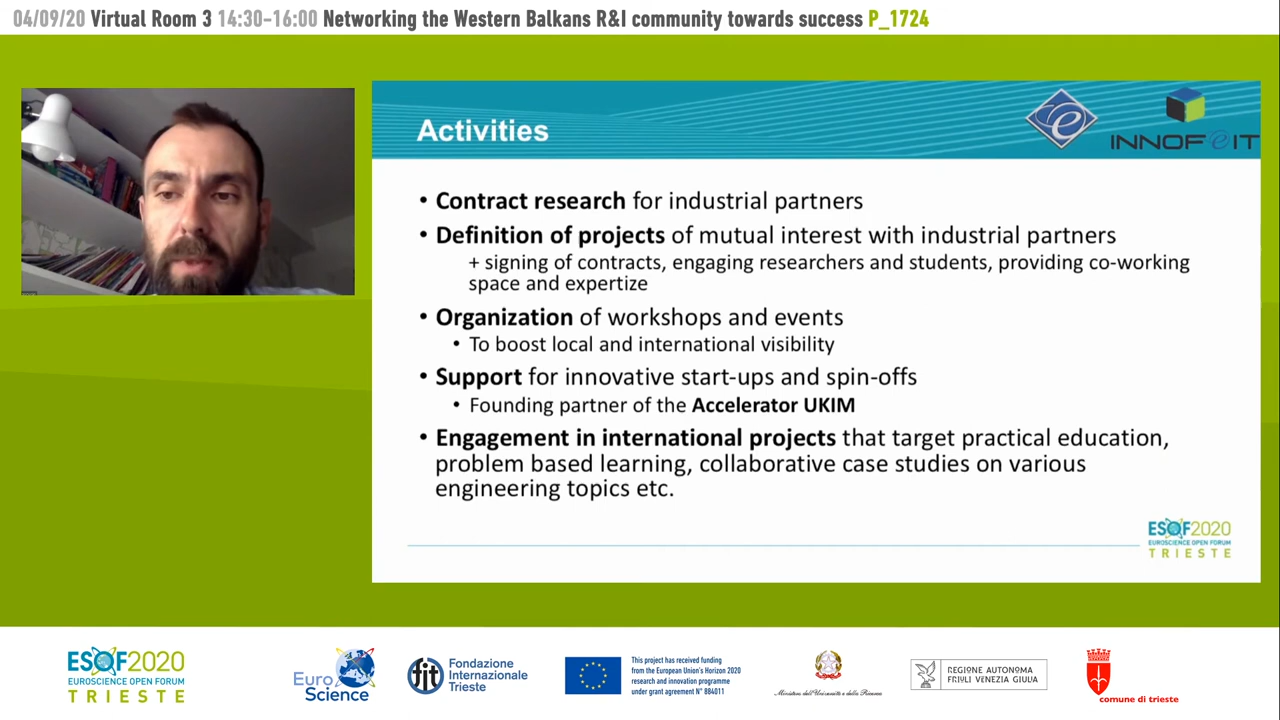 04/09/20 Virtual Room 3 14:30-16:00 Networking the Western Balkans R&I community towards success P_1724
Activities
e
INNOFeIT
• Contract research for industrial partners
• Definition of projects of mutual interest with industrial partners
+ signing of contracts, engaging researchers and students, providing co-working
space and expertize
• Organization of workshops and events
• To boost local and international visibility
• Support for innovative start-ups and spin-offs
• Founding partner of the Accelerator UKIM
• Engagement in international projects that target practical education,
problem based learning, collaborative case studies on various
engineering topics etc.
ESOF2020
EUROSCIENCE OPEN FORUM
TRIESTE
ESOF2020
EUROSCIENCE OPEN FORUM
TRIESTE
Euro
Science
fit
Fondazione
Internazionale
Trieste
This project has received funding
from the European Union's Horizon 2020
research and innovation programme
under grant agreement N° 884011
Ministero dell'Università e della Ricerca
REGIONE AUTONOMA
FRIULI VENEZIA GIULIA
comune di trieste